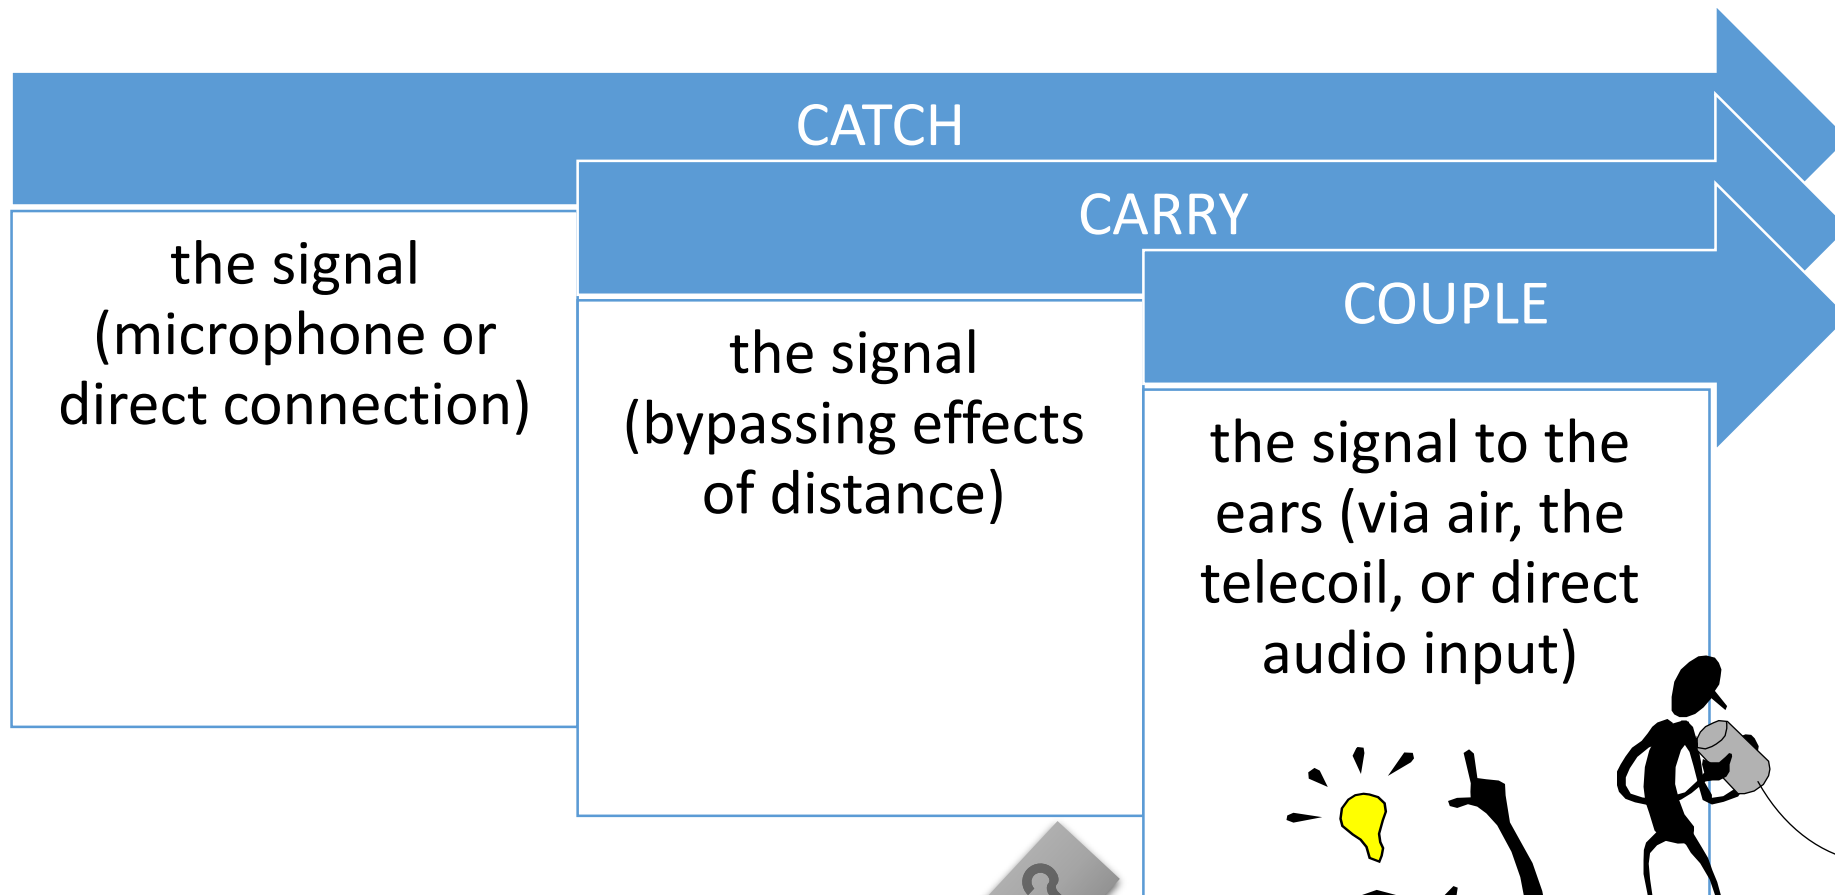 CATCH
the signal
(microphone or
direct connection)
CARRY
the signal
(bypassing effects
of distance)
COUPLE
the signal to the
ears (via air, the
telecoil, or direct
audio input)